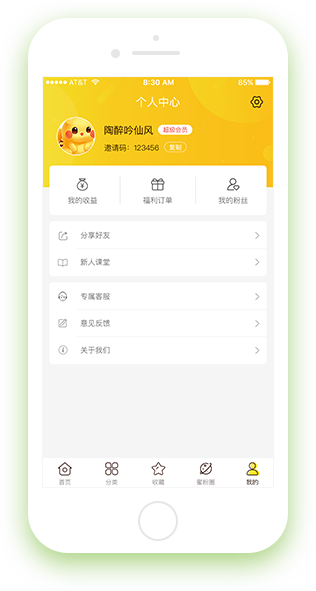 AT&T 8:30 AM 85%
个人中心
陶醉吟仙风 超级会员
邀请码：123456 复制
我的收益 福利订单 我的粉丝
分享好友
新人课堂
专属客服
意见反馈
关于我们
首页 分类 收藏 蜜粉圈 我的